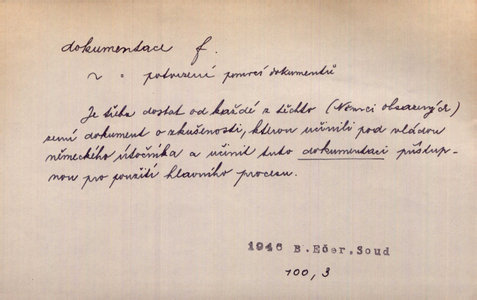 dokumentace f.
~ " potvrzení pomocí dokumentů
Je třeba dostat od každé z těchto (Němci obsazených)
zemí dokument o zkušenosti, kterou učinili pod vládou
německého útočníka a učinit tuto dokumentaci přístup-
nou pro použití hlavního procesu.
1946 B.Ečer,Soud
100,3